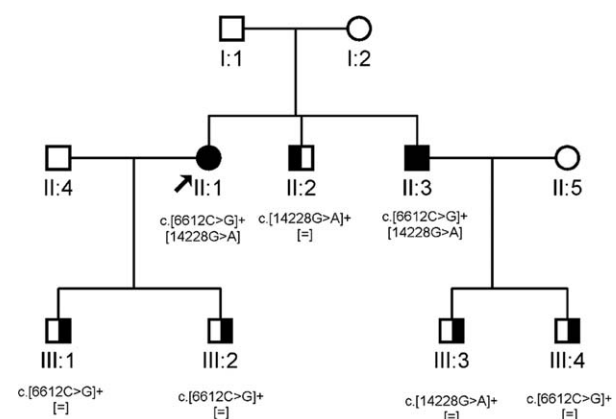 I:1 I:2
II:4 II:1 II:2 II:3 II:5
c.[6612C>G]+
[14228G>A]
c.[14228G>A]+
[=]
c.[6612C>G]+
[14228G>A]
III:1 III:2 III:3 III:4
c.[6612C>G]+
[=]
c.[6612C>G]+
[=]
c.[14228G>A]+
[=]
c.[6612C>G]+
[=]